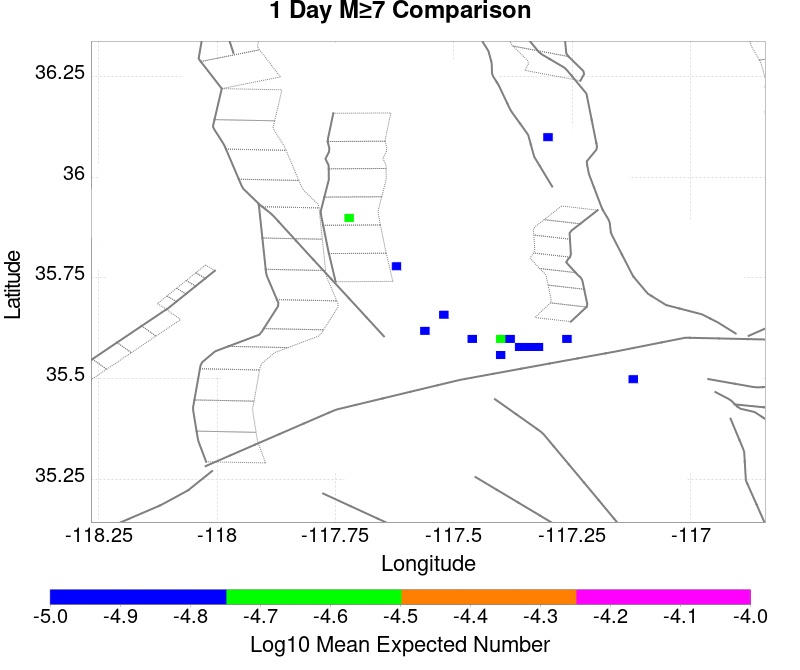 1 Day M≥7 Comparison
36.25
36
35.75
35.5
35.25
Latitude
-118.25 -118 -117.75 -117.5 -117.25 -117
Longitude
-5.0 -4.9 -4.8 -4.7 -4.6 -4.5 -4.4 -4.3 -4.2 -4.1 -4.0
Log10 Mean Expected Number